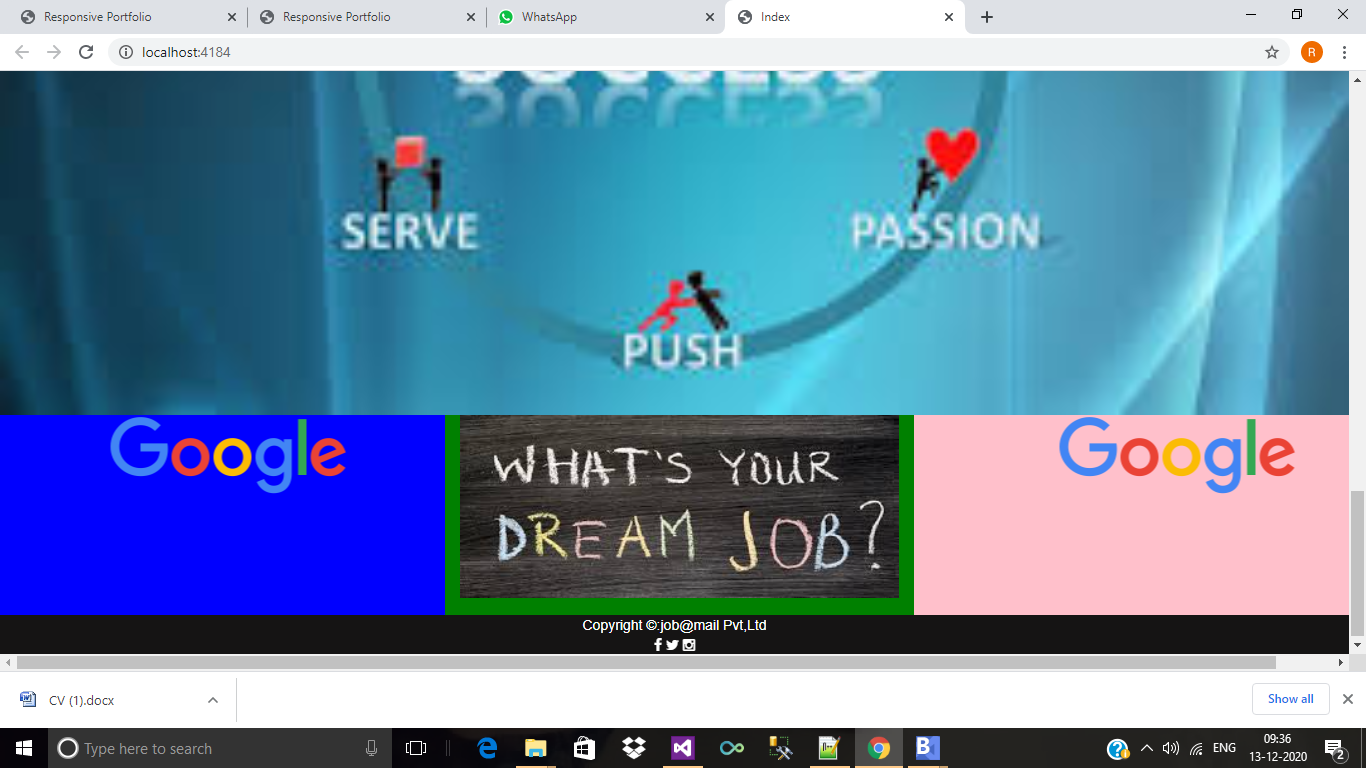 Responsive Portfolio
Responsive Portfolio
WhatsApp
Index
localhost:4184
R
SUCCESS
SERVE
PASSION
PUSH
Google
WHAT'S YOUR
DREAM JOB?
Google
Copyright ©:job@mail Pvt,Ltd
CV (1).docx
Show all
Type here to search
ENG
09:36
13-12-2020
2